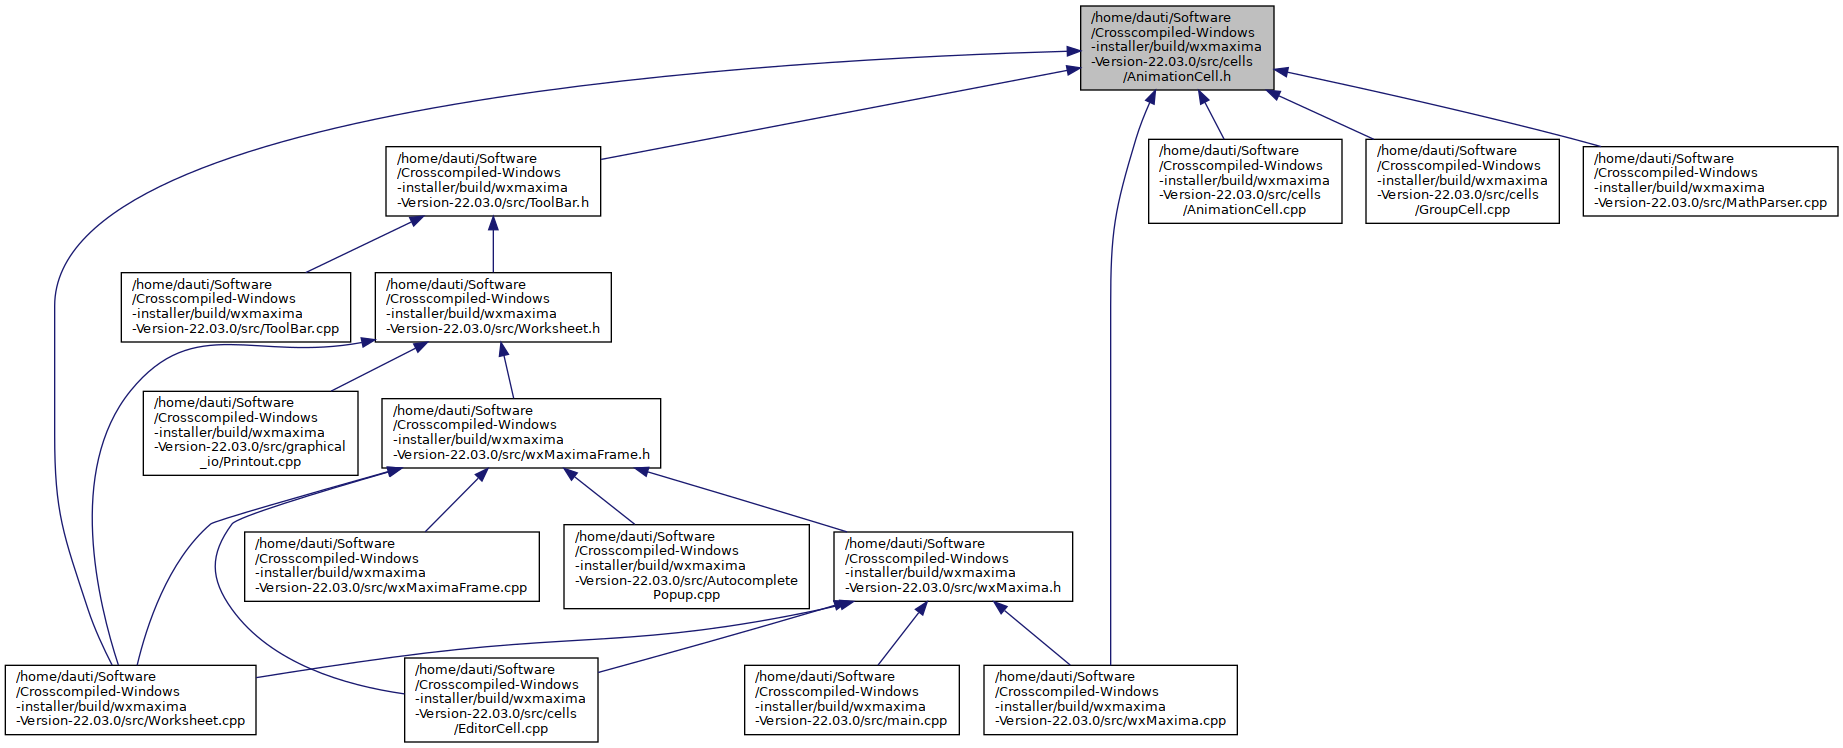 /home/dauti/Software
/Crosscompiled-Windows
-installer/build/wxmaxima
-Version-22.03.0/src/cells
/AnimationCell.h
/home/dauti/Software
/Crosscompiled-Windows
-installer/build/wxmaxima
-Version-22.03.0/src/ToolBar.h
/home/dauti/Software
/Crosscompiled-Windows
-installer/build/wxmaxima
-Version-22.03.0/src/cells
/AnimationCell.cpp
/home/dauti/Software
/Crosscompiled-Windows
-installer/build/wxmaxima
-Version-22.03.0/src/cells
/GroupCell.cpp
/home/dauti/Software
/Crosscompiled-Windows
-installer/build/wxmaxima
-Version-22.03.0/src/MathParser.cpp
/home/dauti/Software
/Crosscompiled-Windows
-installer/build/wxmaxima
-Version-22.03.0/src/ToolBar.cpp
/home/dauti/Software
/Crosscompiled-Windows
-installer/build/wxmaxima
-Version-22.03.0/src/Worksheet.h
/home/dauti/Software
/Crosscompiled-Windows
-installer/build/wxmaxima
-Version-22.03.0/src/graphical
_io/Printout.cpp
/home/dauti/Software
/Crosscompiled-Windows
-installer/build/wxmaxima
-Version-22.03.0/src/wxMaximaFrame.h
/home/dauti/Software
/Crosscompiled-Windows
-installer/build/wxmaxima
-Version-22.03.0/src/wxMaximaFrame.cpp
/home/dauti/Software
/Crosscompiled-Windows
-installer/build/wxmaxima
-Version-22.03.0/src/Autocomplete
Popup.cpp
/home/dauti/Software
/Crosscompiled-Windows
-installer/build/wxmaxima
-Version-22.03.0/src/wxMaxima.h
/home/dauti/Software
/Crosscompiled-Windows
-installer/build/wxmaxima
-Version-22.03.0/src/Worksheet.cpp
/home/dauti/Software
/Crosscompiled-Windows
-installer/build/wxmaxima
-Version-22.03.0/src/cells
/EditorCell.cpp
/home/dauti/Software
/Crosscompiled-Windows
-installer/build/wxmaxima
-Version-22.03.0/src/main.cpp
/home/dauti/Software
/Crosscompiled-Windows
-installer/build/wxmaxima
-Version-22.03.0/src/wxMaxima.cpp